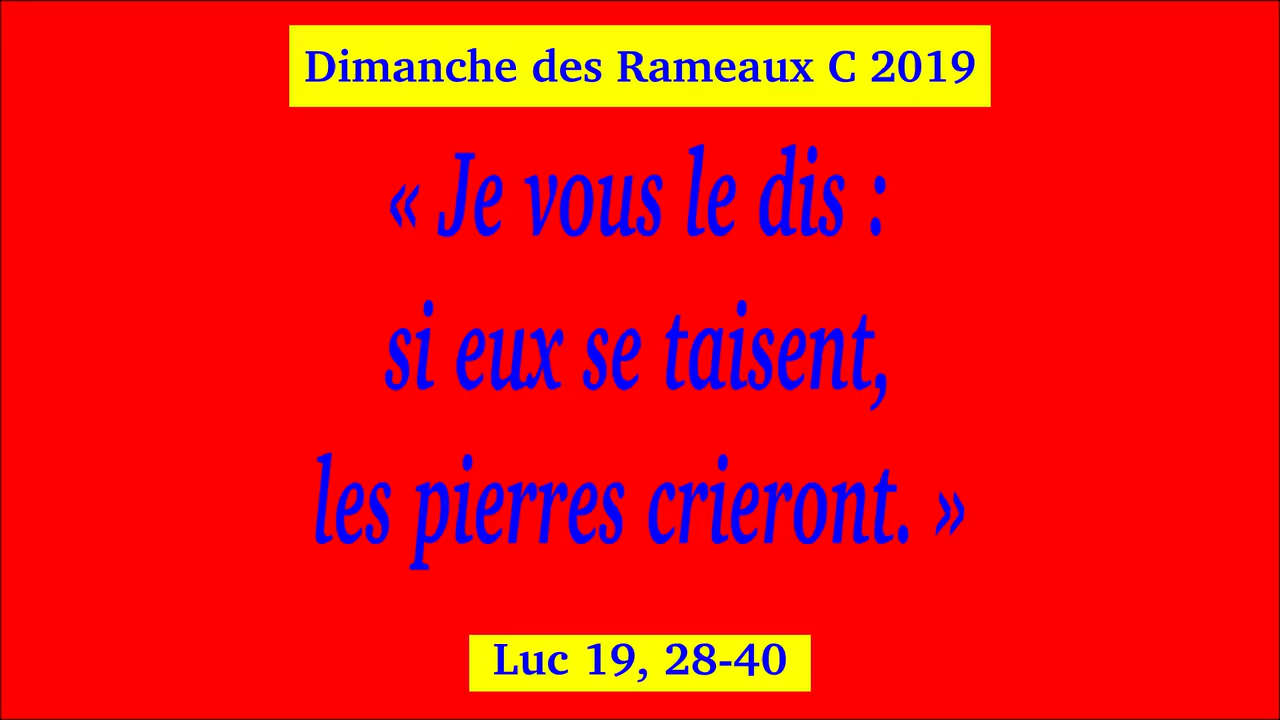 Dimanche des Rameaux C 2019
« Je vous le dis :
si eux se taisent,
les pierres crieront. »
Luc 19, 28-40